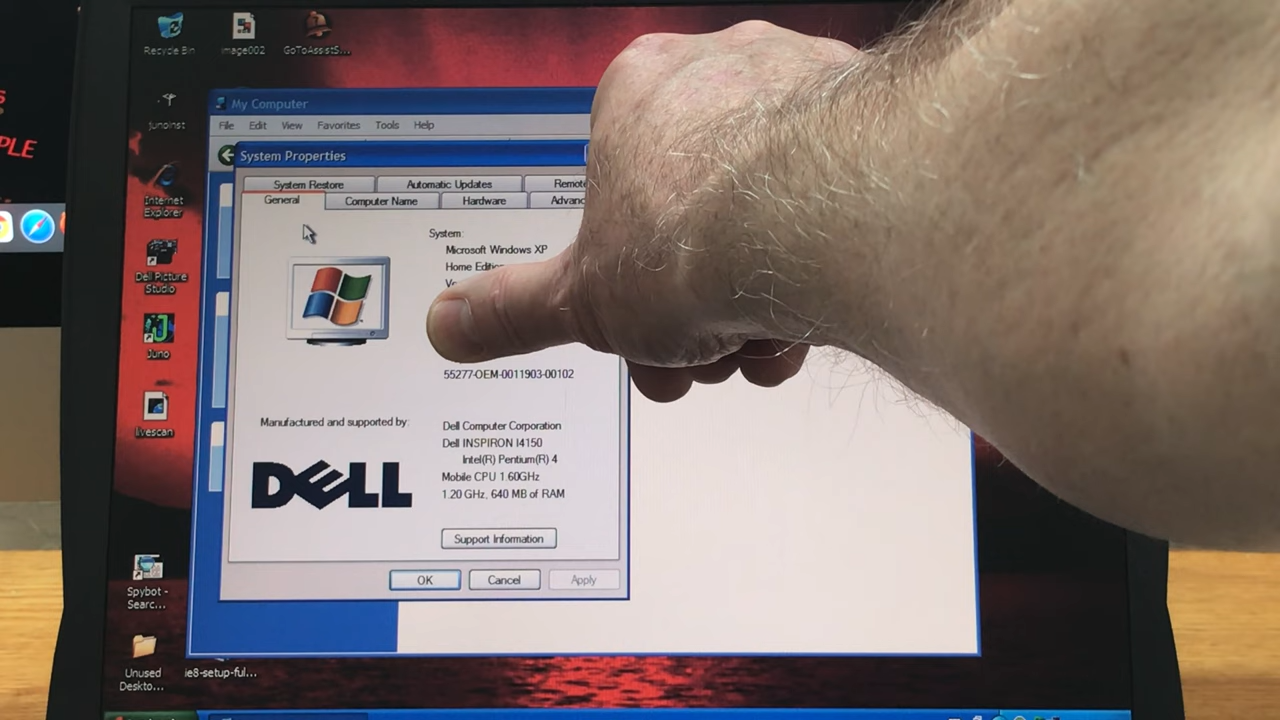 Recycle Bin
image002
GoToAssistS...
PLE
junoinst
Internet
Explorer
Dell Picture
Studio
Juno
livescan
Spybot -
Searc...
Unused
Deskto...
ie8-setup-ful...
My Computer
File Edit View Favorites Tools Help
System Properties
System Restore Automatic Updates Remote
General Computer Name Hardware
System:
Microsoft Windows XP
Home
55277-OEM-0011903-00102
Manufactured and supported by:
Dell Computer Corporation
Dell INSPIRON I4150
Intel(R) Pentium(R) 4
Mobile CPU 1.60GHz
1.20 GHz, 640 MB of RAM
DELL
Support Information
OK Cancel Apply